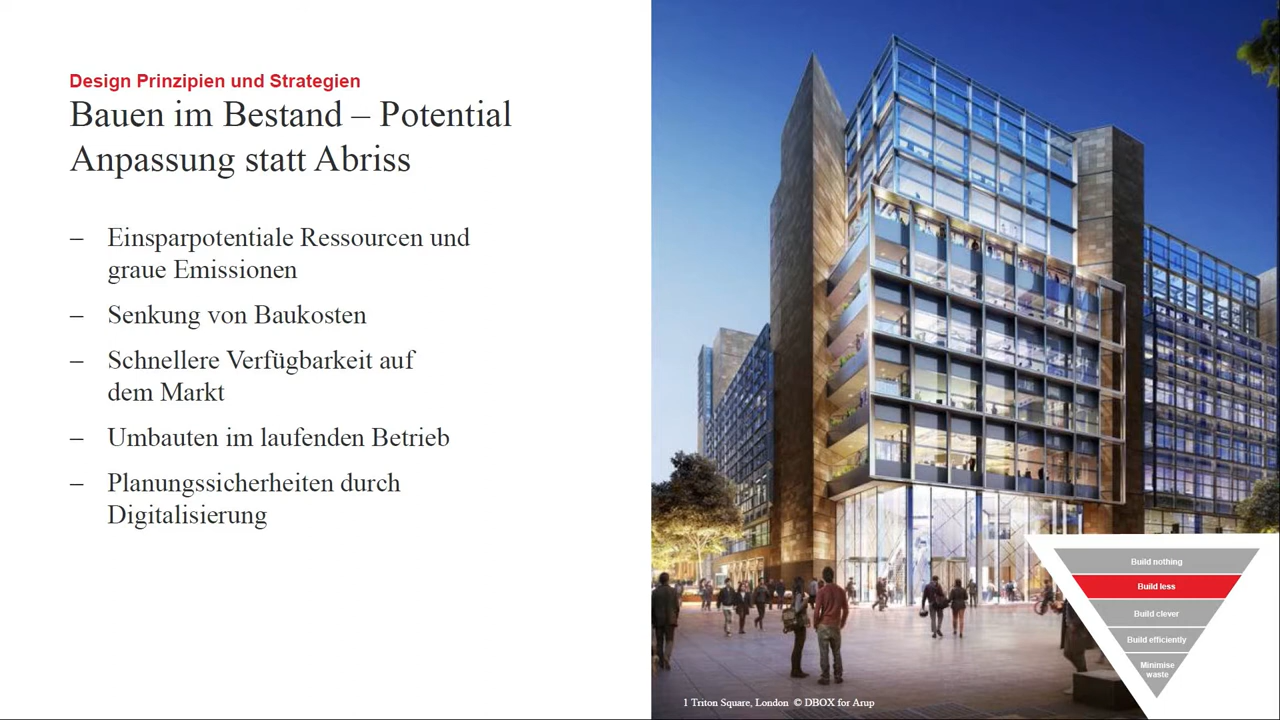 Design Prinzipien und Strategien
Bauen im Bestand – Potential
Anpassung statt Abriss
– Einsparpotentiale Ressourcen und
graue Emissionen
– Senkung von Baukosten
– Schnellere Verfügbarkeit auf
dem Markt
– Umbauten im laufenden Betrieb
– Planungssicherheiten durch
Digitalisierung
Build nothing
Build less
Build clever
Build efficiently
Minimise
waste
1 Triton Square, London © DBOX for Arup